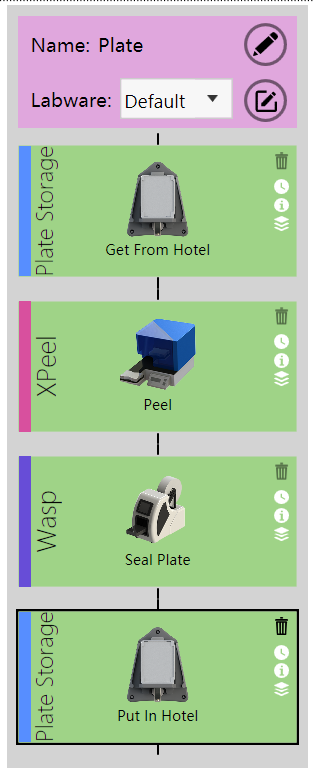 Name: Plate
Labware: Default
Plate Storage
Get From Hotel
XPeel
Peel
Wasp
Seal Plate
Plate Storage
Put In Hotel